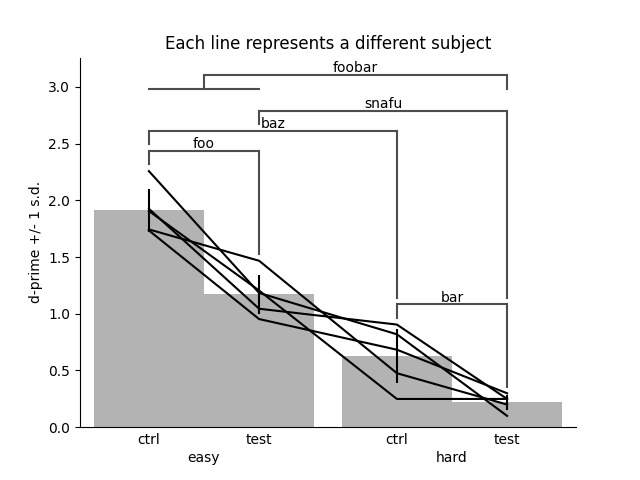 Each line represents a different subject
foobar
snafu
baz
foo
bar
d-prime +/- 1 s.d.
3.0
2.5
2.0
1.5
1.0
0.5
0.0
ctrl test ctrl test
easy hard